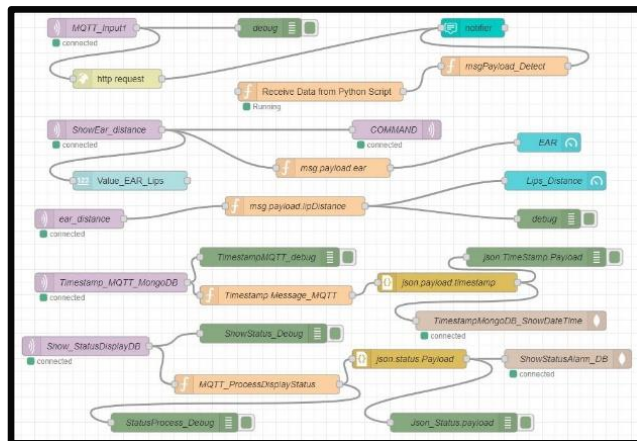 MQTT_Input1
debug
notifier
connected
http request
msgPayload_Detect
Receive Data from Python Script
Running
ShowEar_distance
COMMAND
connected
connected
EAR
msg.payload.ear
Value_EAR_Lips
Lips_Distance
msg.payload.lipDistance
ear_distance
debug
connected
TimestampMQTT_debug
json.TimeStamp.Payload
Timestamp_MQTT_MongoDB
json.payload.timestamp
connected
Timestamp.Message_MQTT
TimestampMongoDB_ShowDateTime
connected
ShowStatus_Debug
Show_StatusDisplayDB
json.status.Payload
ShowStatusAlarm_DB
connected
connected
MQTT_ProcessDisplayStatus
StatusProcess_Debug
Json_Status.payload